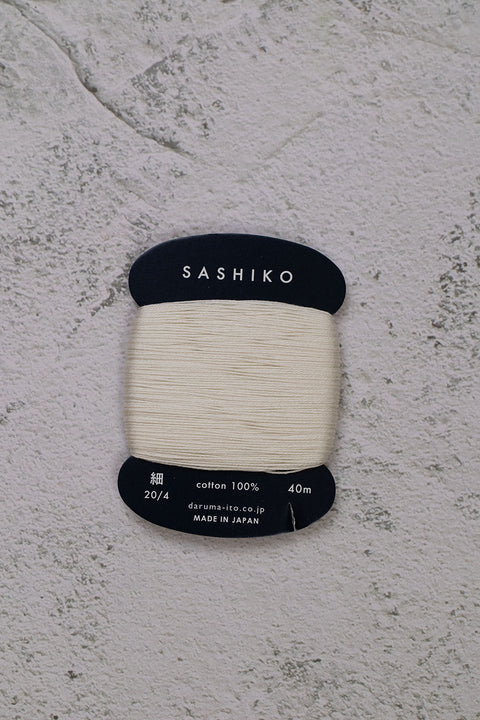 SASHIKO
細 cotton 100% 40m
20/4
daruma-ito.co.jp
MADE IN JAPAN